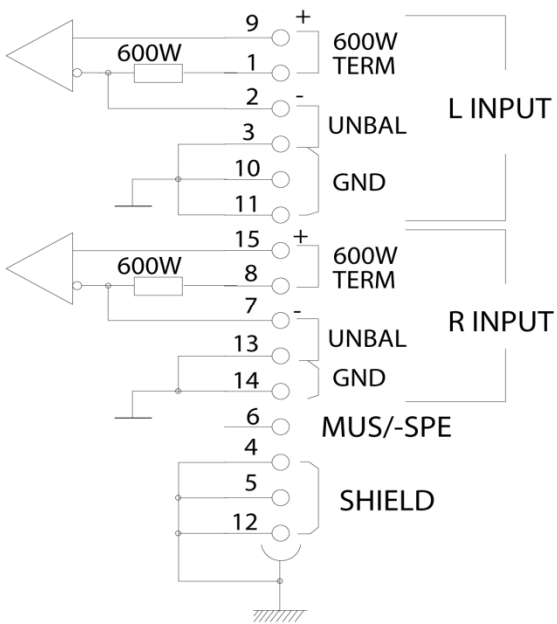 9 +
600W
600W
TERM
1
2 -
L INPUT
3
UNBAL
10
GND
11
15 +
600W
600W
TERM
8
7 -
R INPUT
13
UNBAL
14
GND
6
MUS/-SPE
4
5
SHIELD
12